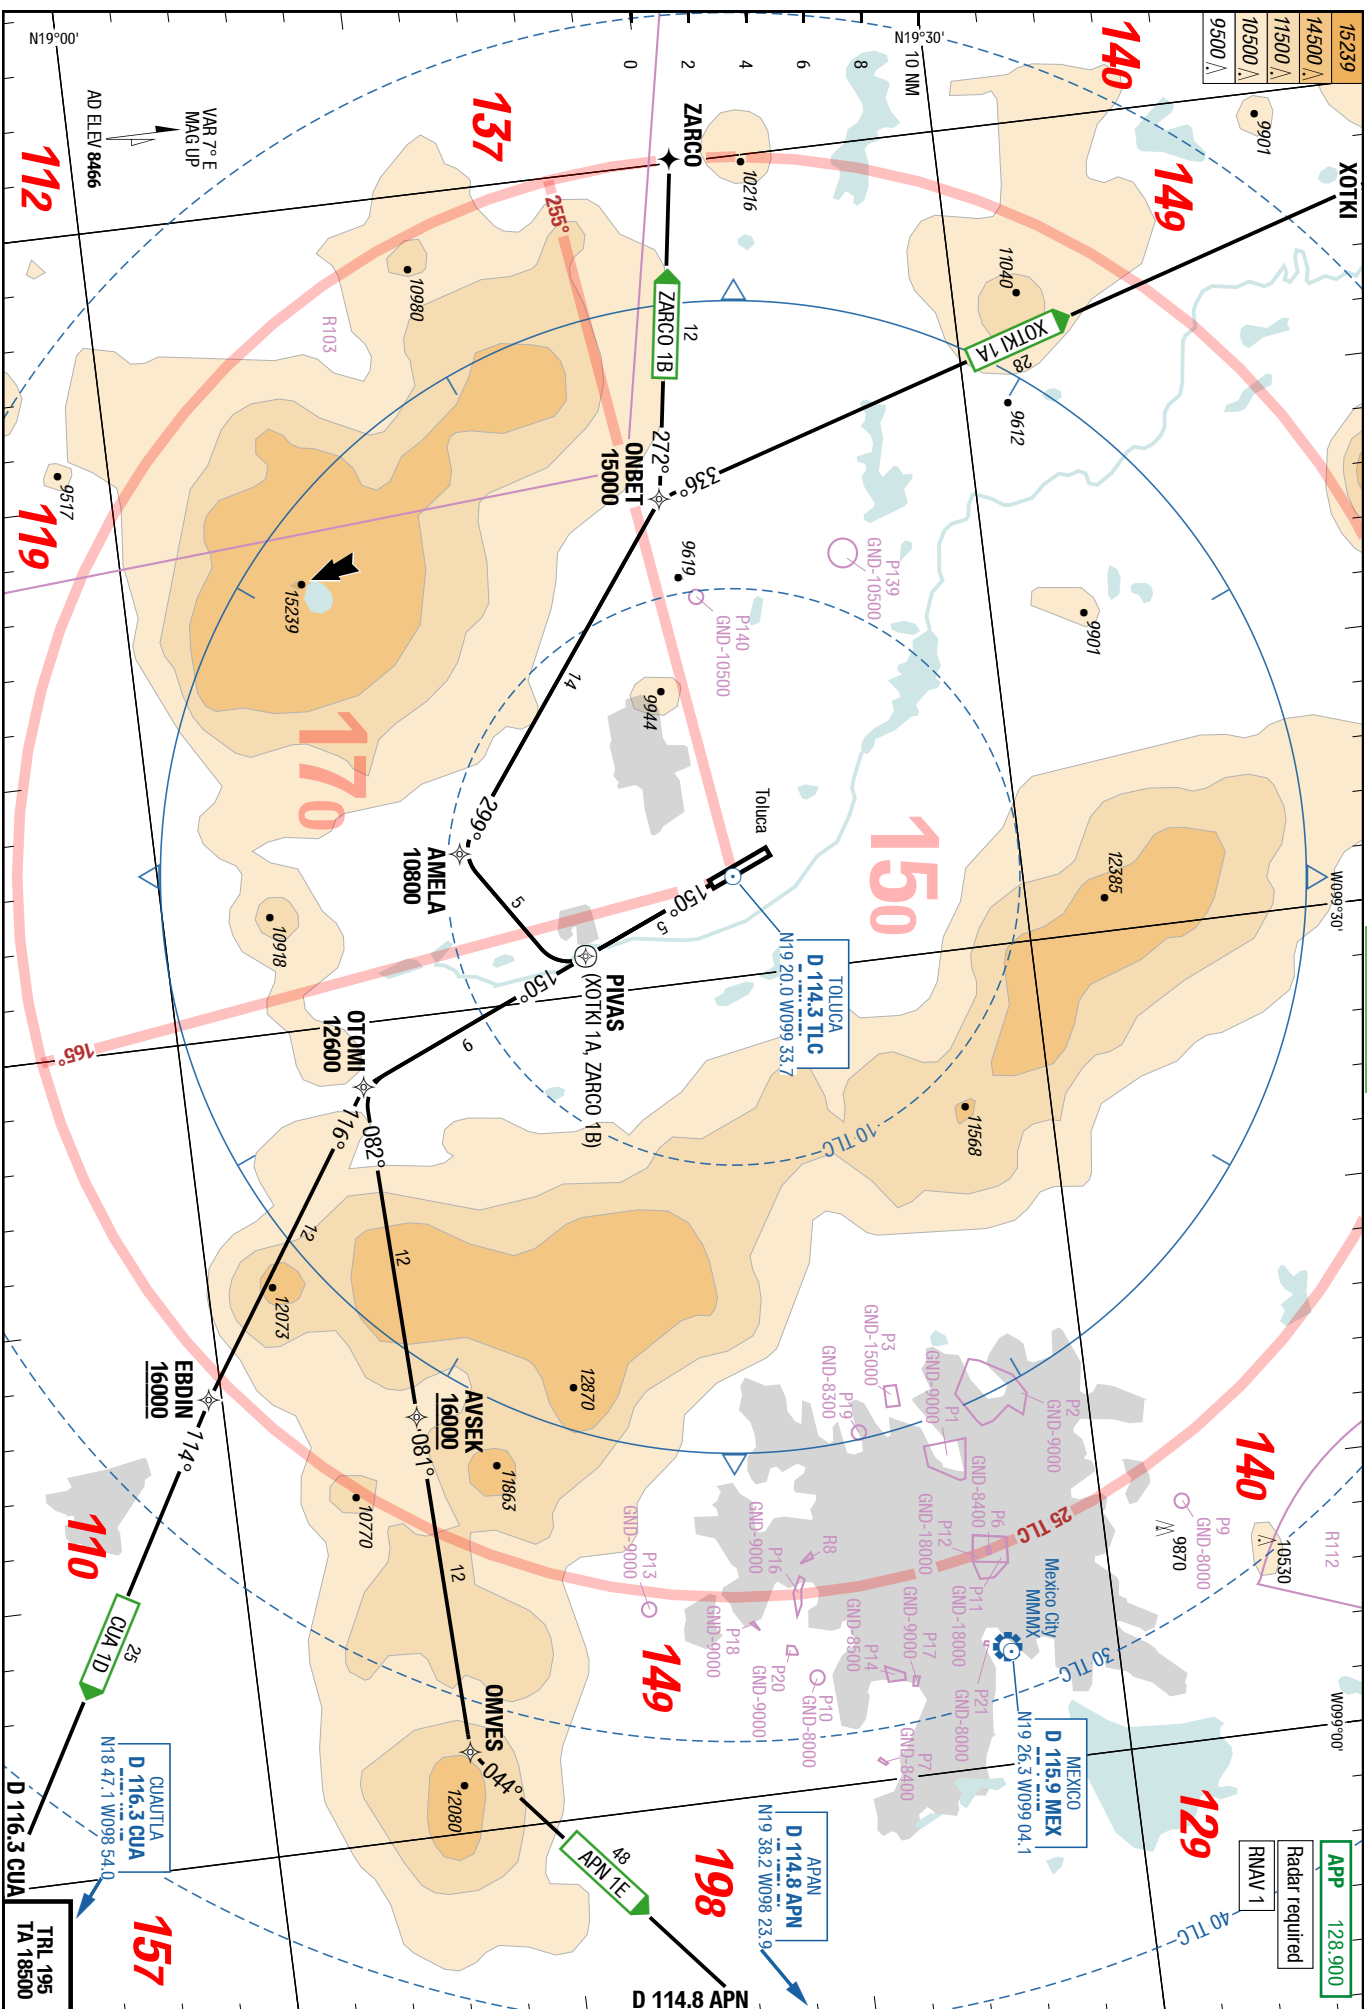 15239
14500
11500
10500
9500
N19°00'
N19°30'
10 NM
8
6
4
2
0
VAR 7° E
MAG UP
AD ELEV 8466
112
137
140
149
119
170
150
140
149
129
198
110
157
XOTKI
ZARCO
9901
10216
11040
9612
10980
R103
9517
255°
ZARCO 1B
12
XOTKI 1A
28
272°
336°
ONBET
15000
9619
P139
GND-10500
P140
GND-10500
9901
15239
9944
14
Toluca
12385
W099°30'
299°
AMELA
10800
5
150°
5
10918
TOLUCA
D 114.3 TLC
N19 20.0 W099 33.7
PIVAS
(XOTKI 1A, ZARCO 1B)
150°
9
OTOMI
12600
165°
10 TLC
11568
116°
082°
12
12
12073
12870
EBDIN
16000
AVSEK
16000
114°
081°
11863
10770
12
P3
GND-15000
P19
GND-8300
P1
GND-9000
P2
GND-9000
P6
GND-8400
P12
GND-18000
P11
GND-18000
P9
GND-8000
9870
10530
R112
25 TLC
P13
GND-9000
P16
GND-9000
R8
P18
GND-9000
P20
GND-9000
P10
GND-8000
P14
GND-8500
P17
GND-9000
P21
GND-8000
P7
GND-8400
Mexico City
MMMX
30 TLC
W099°00'
MEXICO
D 115.9 MEX
N19 26.3 W099 04.1
25
CUA 1D
OMVES
044°
12080
48
APN 1E
CUAUTLA
D 116.3 CUA
N18 47.1 W098 54.0
D 116.3 CUA
APAN
D 114.8 APN
N19 38.2 W098 23.9
D 114.8 APN
40 TLC
APP 128.900
Radar required
RNAV 1
TRL 195
TA 18500